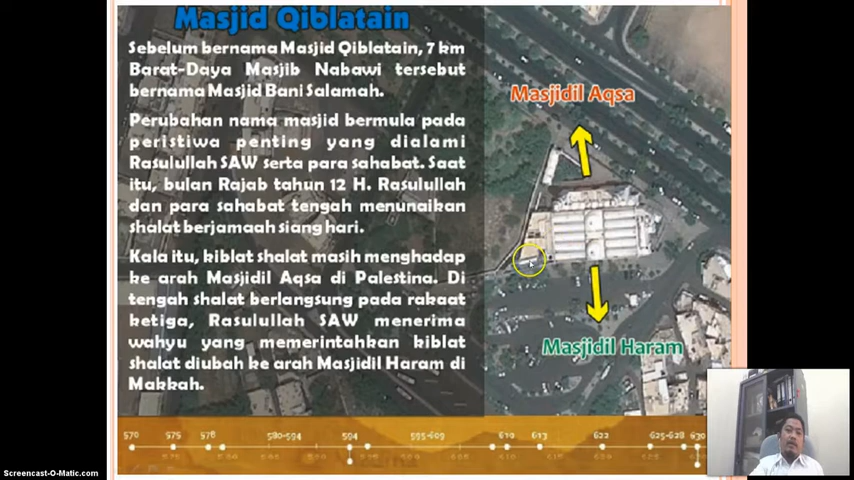 Masjid Qiblatain
Sebelum bernama Masjid Qiblatain, 7 km
Barat-Daya Masjib Nabawi tersebut
bernama Masjid Bani Salamah.
Perubahan nama masjid bermula pada
peristiwa penting yang dialami
Rasulullah SAW serta para sahabat. Saat
itu, bulan Rajab tahun 12 H. Rasulullah
dan para sahabat tengah menunaikan
shalat berjamaah siang hari.
Kala itu, kiblat shalat masih menghadap
ke arah Masjidil Aqsa di Palestina. Di
tengah shalat berlangsung pada rakaat
ketiga, Rasulullah SAW menerima
wahyu yang memerintahkan kiblat
shalat diubah ke arah Masjidil Haram di
Makkah.
Masjidil Aqsa
Masjidil Haram
570 575 578 580-594 594 595-609 610 613 622 625-628 630
Screencast-O-Matic.com